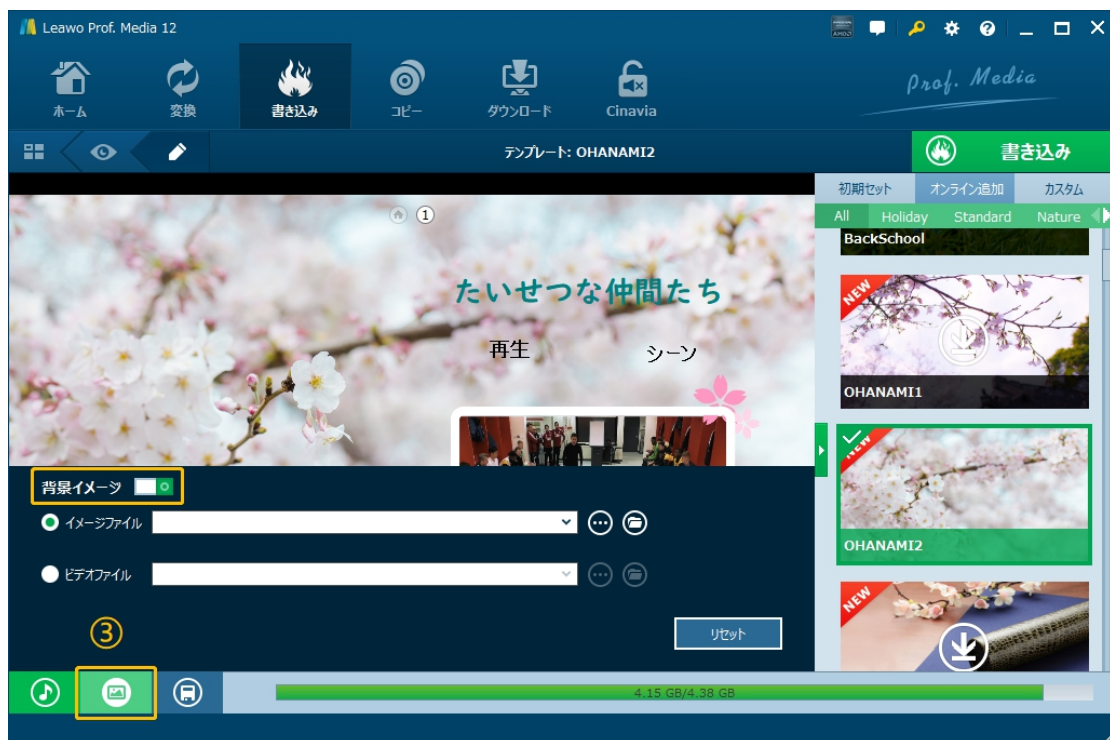 Leawo Prof. Media 12
ホーム
変換
書き込み
コピー
ダウンロード
Cinavia
Prof. Media
テンプレート: OHANAMI2
書き込み
初期セット オンライン追加 カスタム
All Holiday Standard Nature
BackSchool
1
たいせつな仲間たち
再生 シーン
NEW
OHANAMI1
NEW
OHANAMI2
NEW
背景イメージ
イメージファイル
ビデオファイル
③
リセット
4.15 GB/4.38 GB